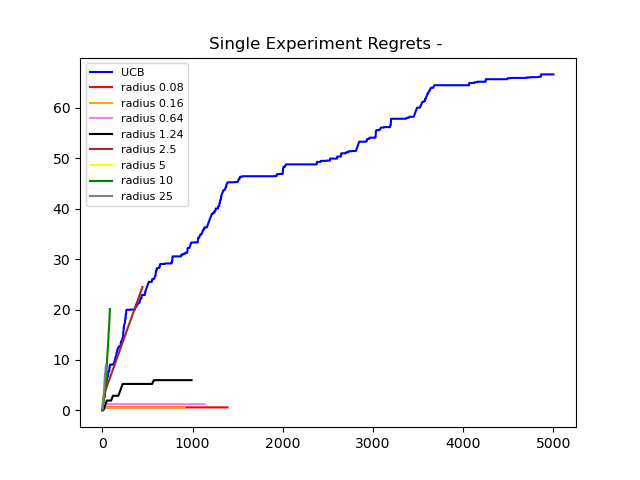 Single Experiment Regrets -
UCB
radius 0.08
radius 0.16
radius 0.64
radius 1.24
radius 2.5
radius 5
radius 10
radius 25
60
50
40
30
20
10
0
0 1000 2000 3000 4000 5000